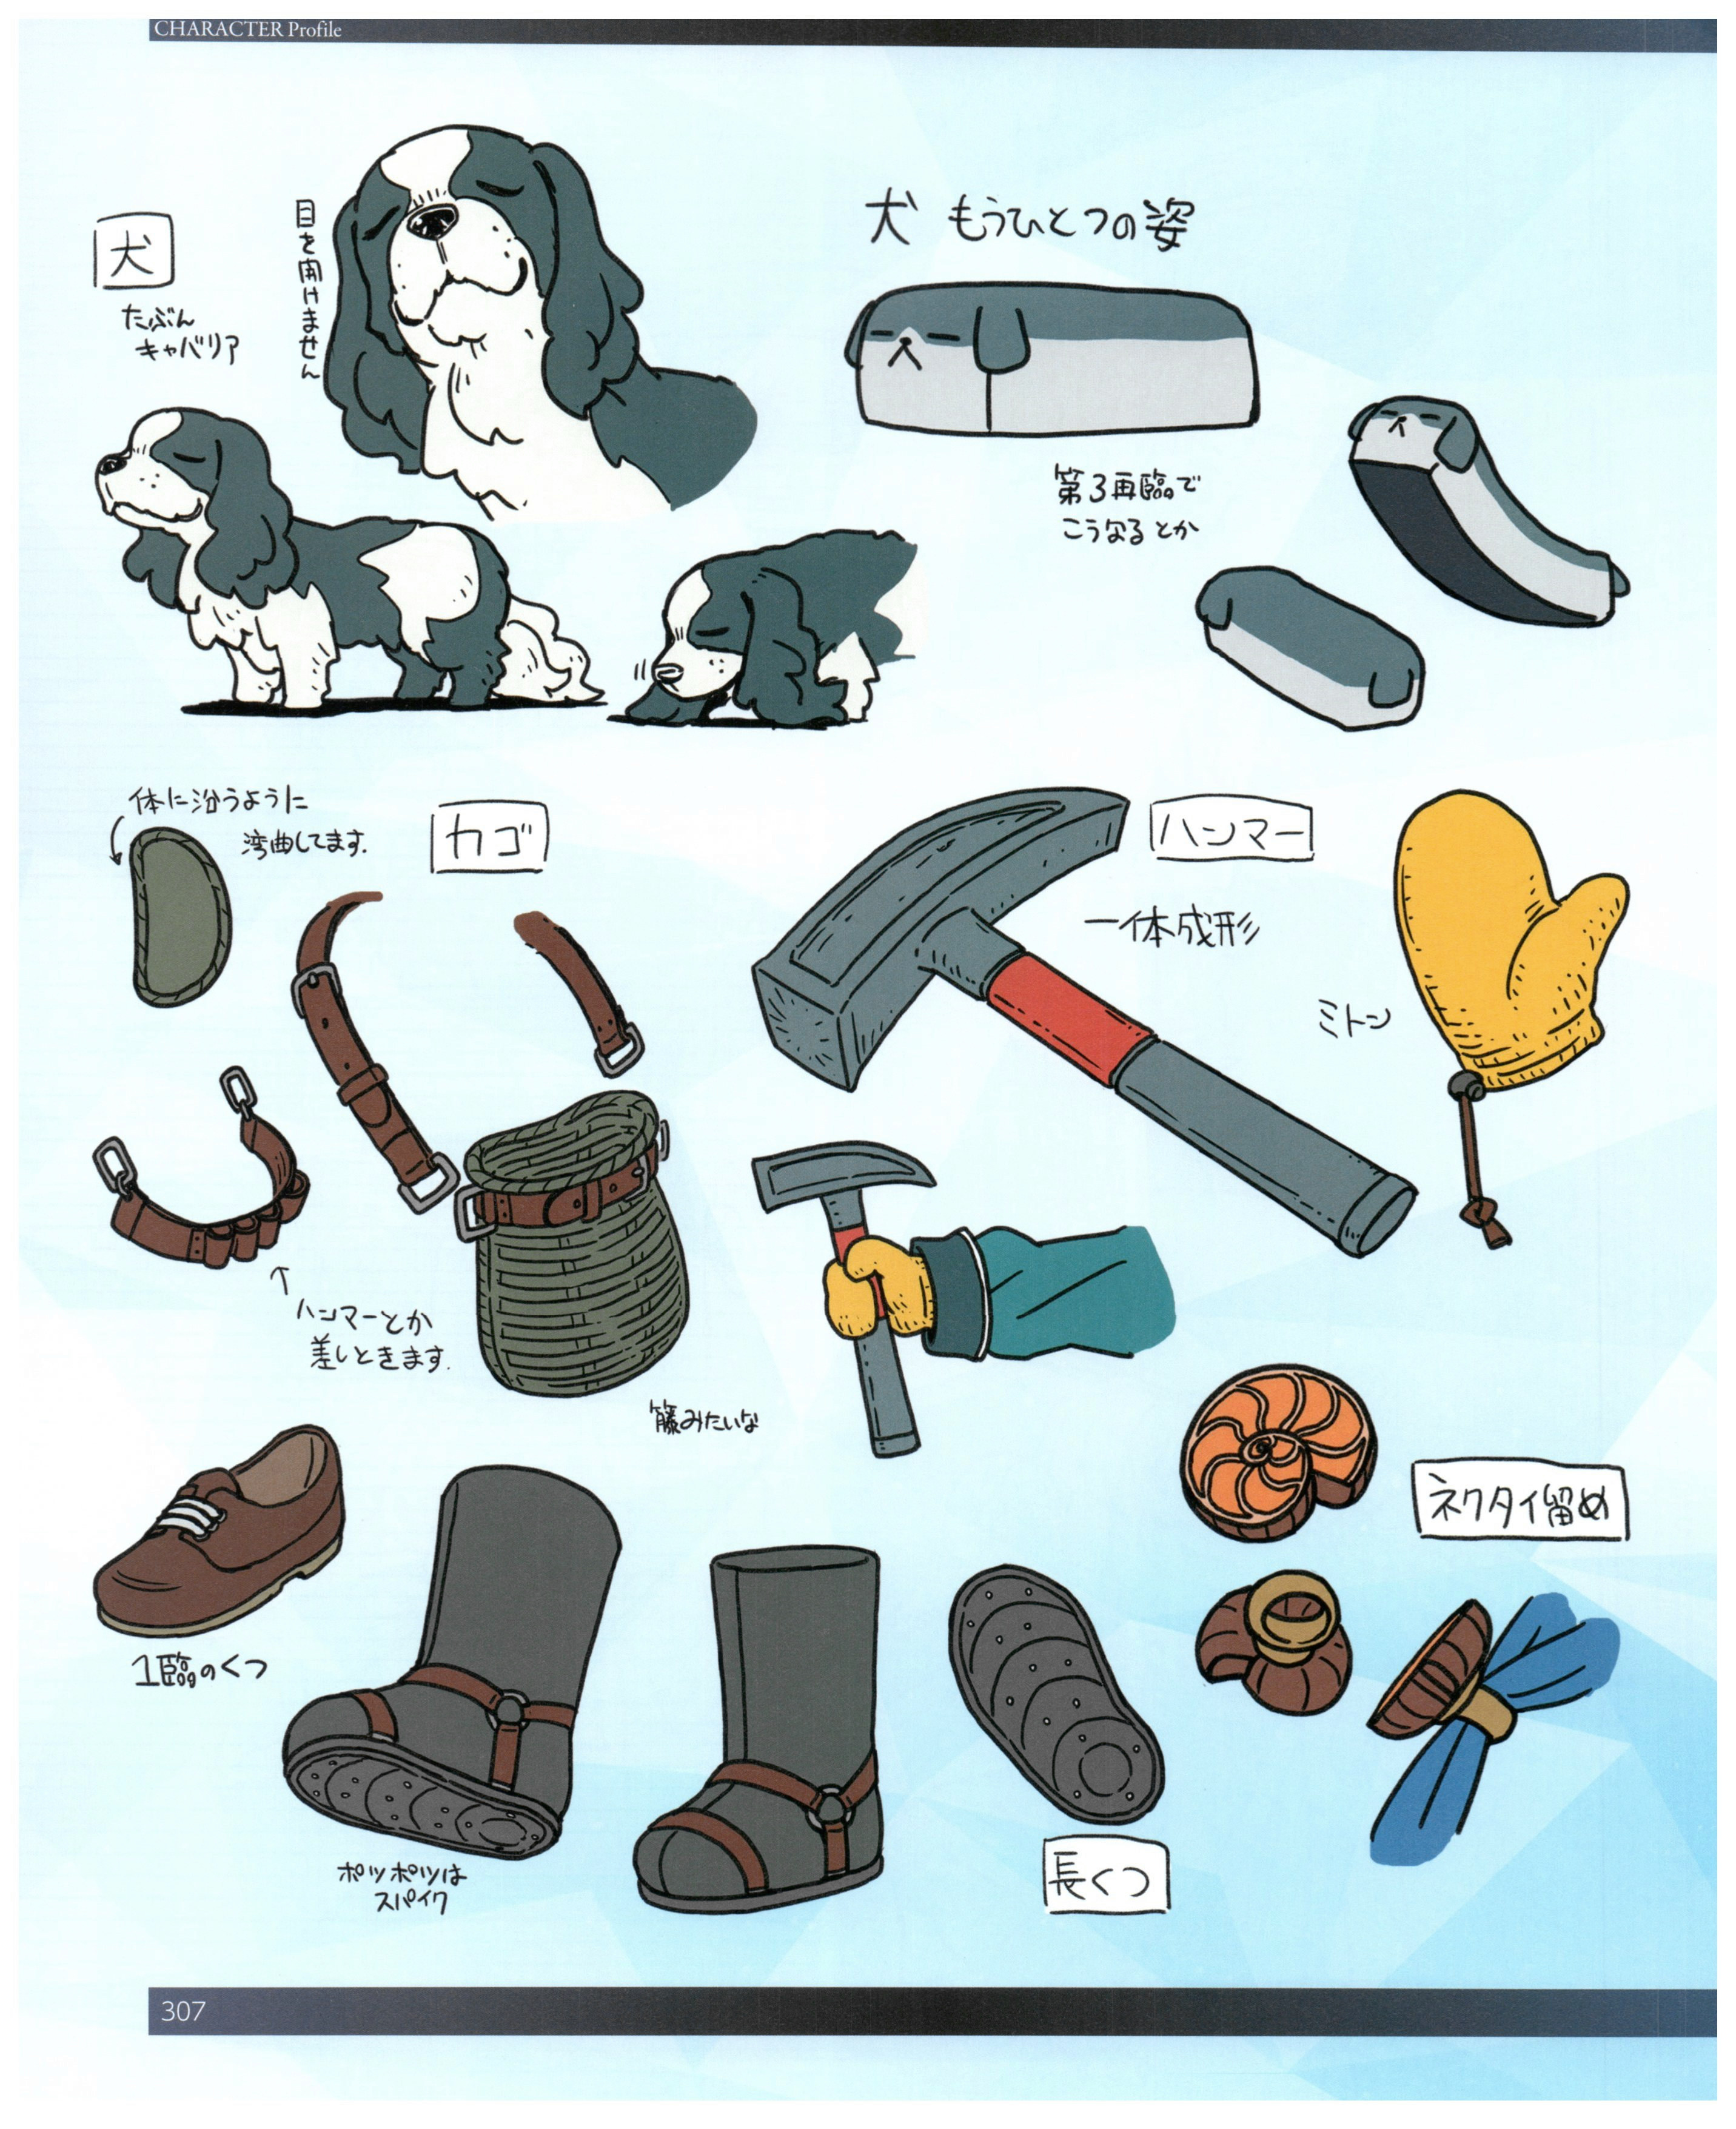 CHARACTER Profile
犬
たぶん
キャバリア
目を開けません
犬 もうひとつの姿
第3再臨で
こうなるとか
体に沿うように
湾曲してます.
カゴ
ハンマーとか
差しときます.
籐みたいな
ハンマー
一体成形
ミトン
1臨のくつ
ポツポツは
スパイク
長くつ
ネクタイ留め
307